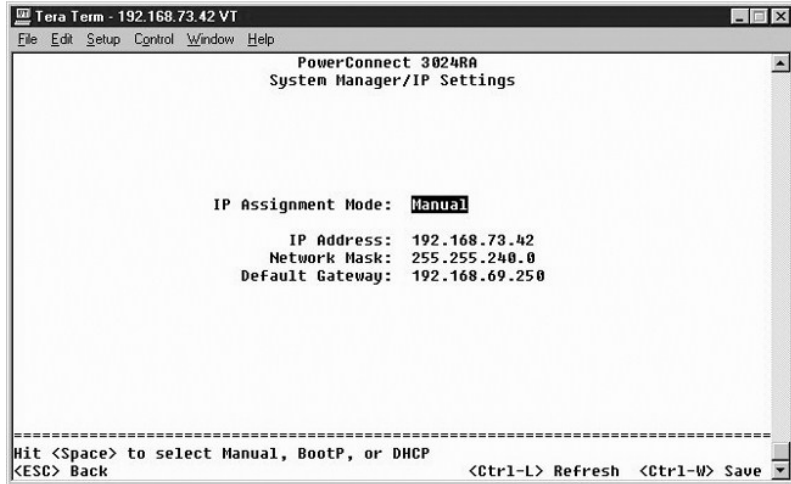 Tera Term - 192.168.73.42 VT
File Edit Setup Control Window Help
PowerConnect 3024RA
System Manager/IP Settings
IP Assignment Mode: Manual
IP Address: 192.168.73.42
Network Mask: 255.255.240.0
Default Gateway: 192.168.69.250
================================================================================
Hit <Space> to select Manual, BootP, or DHCP
<ESC> Back <Ctrl-L> Refresh <Ctrl-W> Save